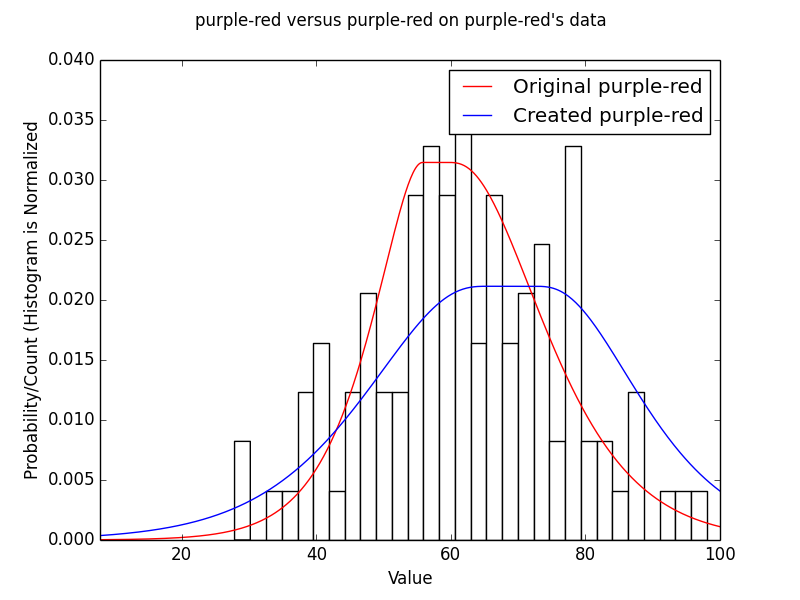 purple-red versus purple-red on purple-red's data
Original purple-red
Created purple-red
0.040
0.035
0.030
0.025
0.020
0.015
0.010
0.005
0.000
Probability/Count (Histogram is Normalized
20
40
60
80
100
Value